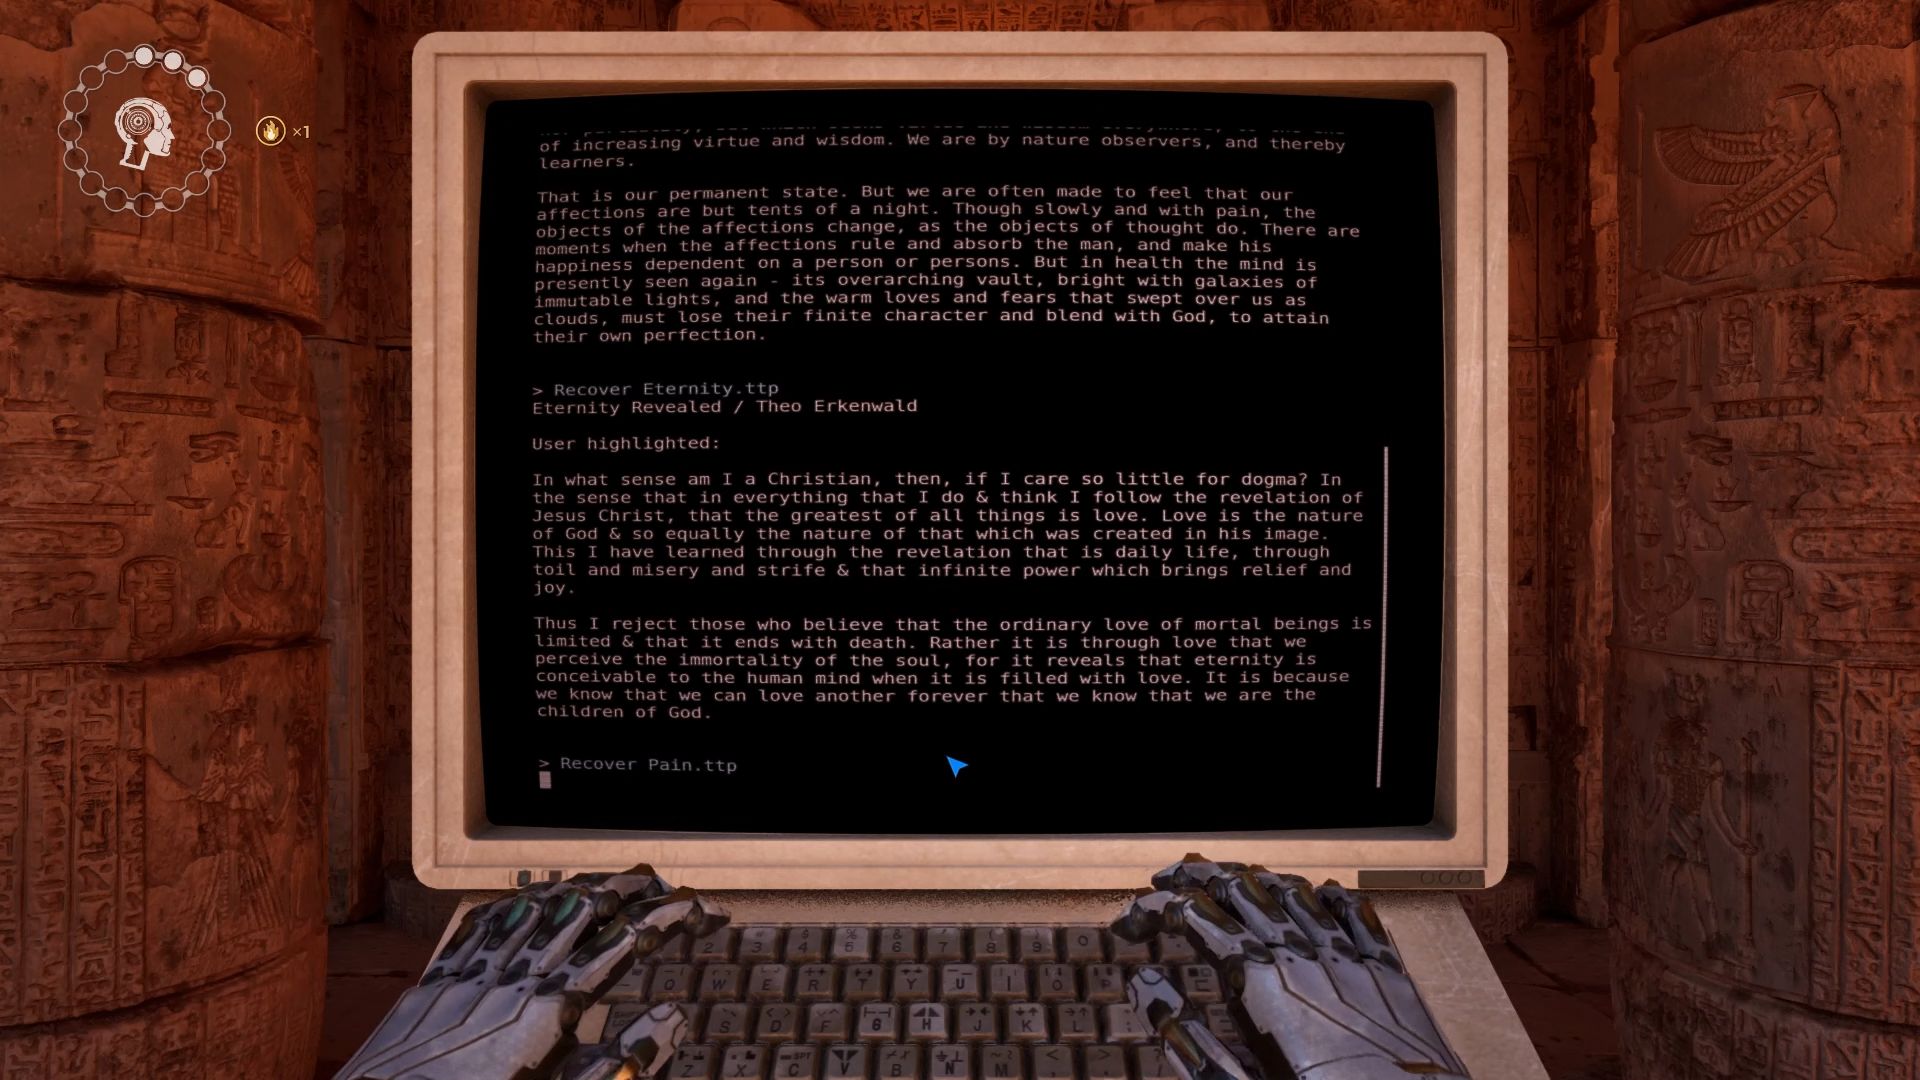 ×1
of increasing virtue and wisdom. We are by nature observers, and thereby
learners.
That is our permanent state. But we are often made to feel that our
affections are but tents of a night. Though slowly and with pain, the
objects of the affections change, as the objects of thought do. There are
moments when the affections rule and absorb the man, and make his
happiness dependent on a person or persons. But in health the mind is
presently seen again - its overarching vault, bright with galaxies of
immutable lights, and the warm loves and fears that swept over us as
clouds, must lose their finite character and blend with God, to attain
their own perfection.
> Recover Eternity.ttp
Eternity Revealed / Theo Erkenwald
User highlighted:
In what sense am I a Christian, then, if I care so little for dogma? In
the sense that in everything that I do & think I follow the revelation of
Jesus Christ, that the greatest of all things is love. Love is the nature
of God & so equally the nature of that which was created in his image.
This I have learned through the revelation that is daily life, through
toil and misery and strife & that infinite power which brings relief and
joy.
Thus I reject those who believe that the ordinary love of mortal beings is
limited & that it ends with death. Rather it is through love that we
perceive the immortality of the soul, for it reveals that eternity is
conceivable to the human mind when it is filled with love. It is because
we know that we can love another forever that we know that we are the
children of God.
> Recover Pain.ttp
2 3 4 5 6 7 8 9 0
Q W E R T Y U I O P
S D F G H J K L ;
Z X C V B N M < > ?